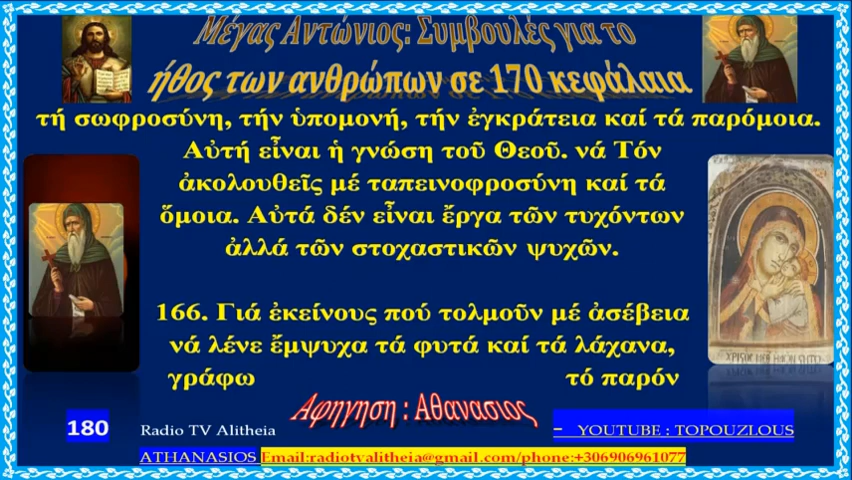 Μέγας Αντώνιος: Συμβουλές για το
ήθος των ανθρώπων σε 170 κεφάλαια
τή σωφροσύνη, τήν ὑπομονή, τήν ἐγκράτεια καί τά παρόμοια.
Αὐτή εἶναι ἡ γνώση τοῦ Θεοῦ. νά Τόν
ἀκολουθεῖς μέ ταπεινοφροσύνη καί τά
ὅμοια. Αὐτά δέν εἶναι ἔργα τῶν τυχόντων
ἀλλά τῶν στοχαστικῶν ψυχῶν.
166. Γιά ἐκείνους πού τολμοῦν μέ ἀσέβεια
νά λένε ἔμψυχα τά φυτά καί τά λάχανα,
γράφω τό παρόν
Αφηγηση : Αθανασιος
180 Radio TV Alitheia - YOUTUBE : TOPOUZLOUS
ATHANASIOS Email:radiotvalitheia@gmail.com/phone:+306906961077